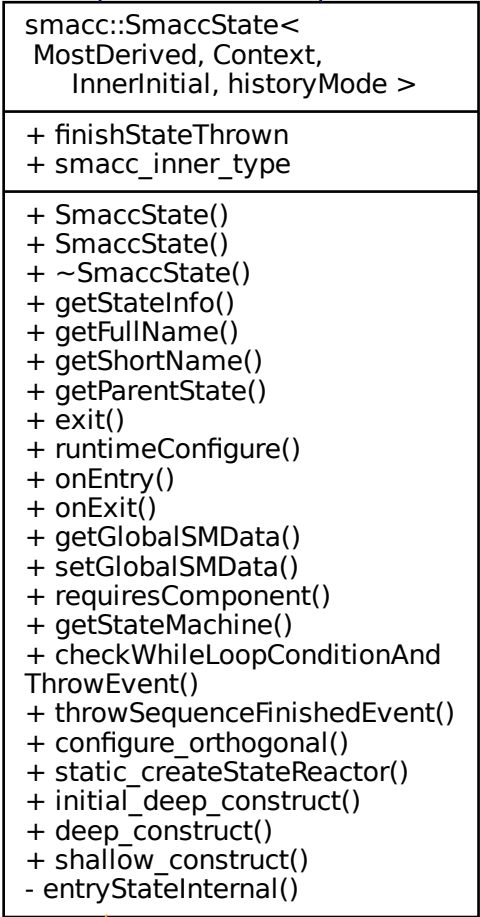 smacc::SmaccState<
MostDerived, Context,
InnerInitial, historyMode >
+ finishStateThrown
+ smacc_inner_type
+ SmaccState()
+ SmaccState()
+ ~SmaccState()
+ getStateInfo()
+ getFullName()
+ getShortName()
+ getParentState()
+ exit()
+ runtimeConfigure()
+ onEntry()
+ onExit()
+ getGlobalSMData()
+ setGlobalSMData()
+ requiresComponent()
+ getStateMachine()
+ checkWhileLoopConditionAnd
ThrowEvent()
+ throwSequenceFinishedEvent()
+ configure_orthogonal()
+ static_createStateReactor()
+ initial_deep_construct()
+ deep_construct()
+ shallow_construct()
- entryStateInternal()